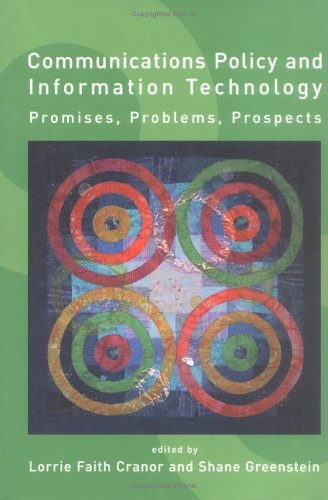 Communications Policy and
Information Technology
Promises, Problems, Prospects
edited by
Lorrie Faith Cranor and Shane Greenstein